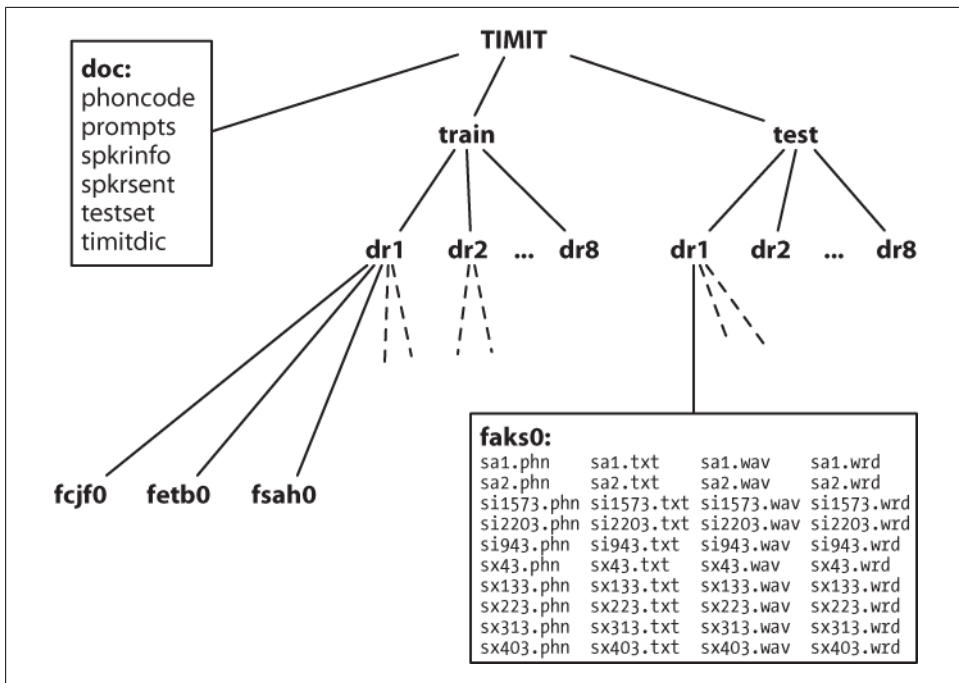 TIMIT
doc:
phoncode
prompts
spkrinfo
spkrsent
testset
timitdic
train
test
dr1 dr2 ... dr8
dr1 dr2 ... dr8
fcjf0 fetb0 fsah0
faks0:
sa1.phn sa1.txt sa1.wav sa1.wrd
sa2.phn sa2.txt sa2.wav sa2.wrd
si1573.phn si1573.txt si1573.wav si1573.wrd
si2203.phn si2203.txt si2203.wav si2203.wrd
si943.phn si943.txt si943.wav si943.wrd
sx43.phn sx43.txt sx43.wav sx43.wrd
sx133.phn sx133.txt sx133.wav sx133.wrd
sx223.phn sx223.txt sx223.wav sx223.wrd
sx313.phn sx313.txt sx313.wav sx313.wrd
sx403.phn sx403.txt sx403.wav sx403.wrd